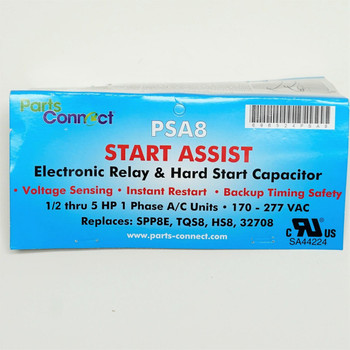 Parts
Connect
PSA8
START ASSIST
Electronic Relay & Hard Start Capacitor
• Voltage Sensing • Instant Restart • Backup Timing Safety
1/2 thru 5 HP 1 Phase A/C Units • 170 - 277 VAC
Replaces: SPP8E, TQS8, HS8, 32708
www.parts-connect.com
C RU US
SA44224